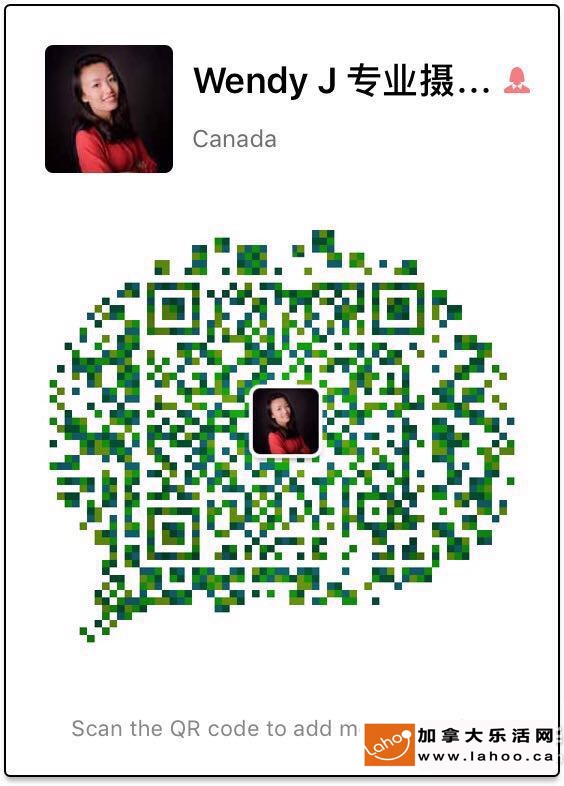 Wendy J 专业摄...
Canada
Scan the QR code to add m
Lahoo
加拿大乐活网
www.lahoo.ca